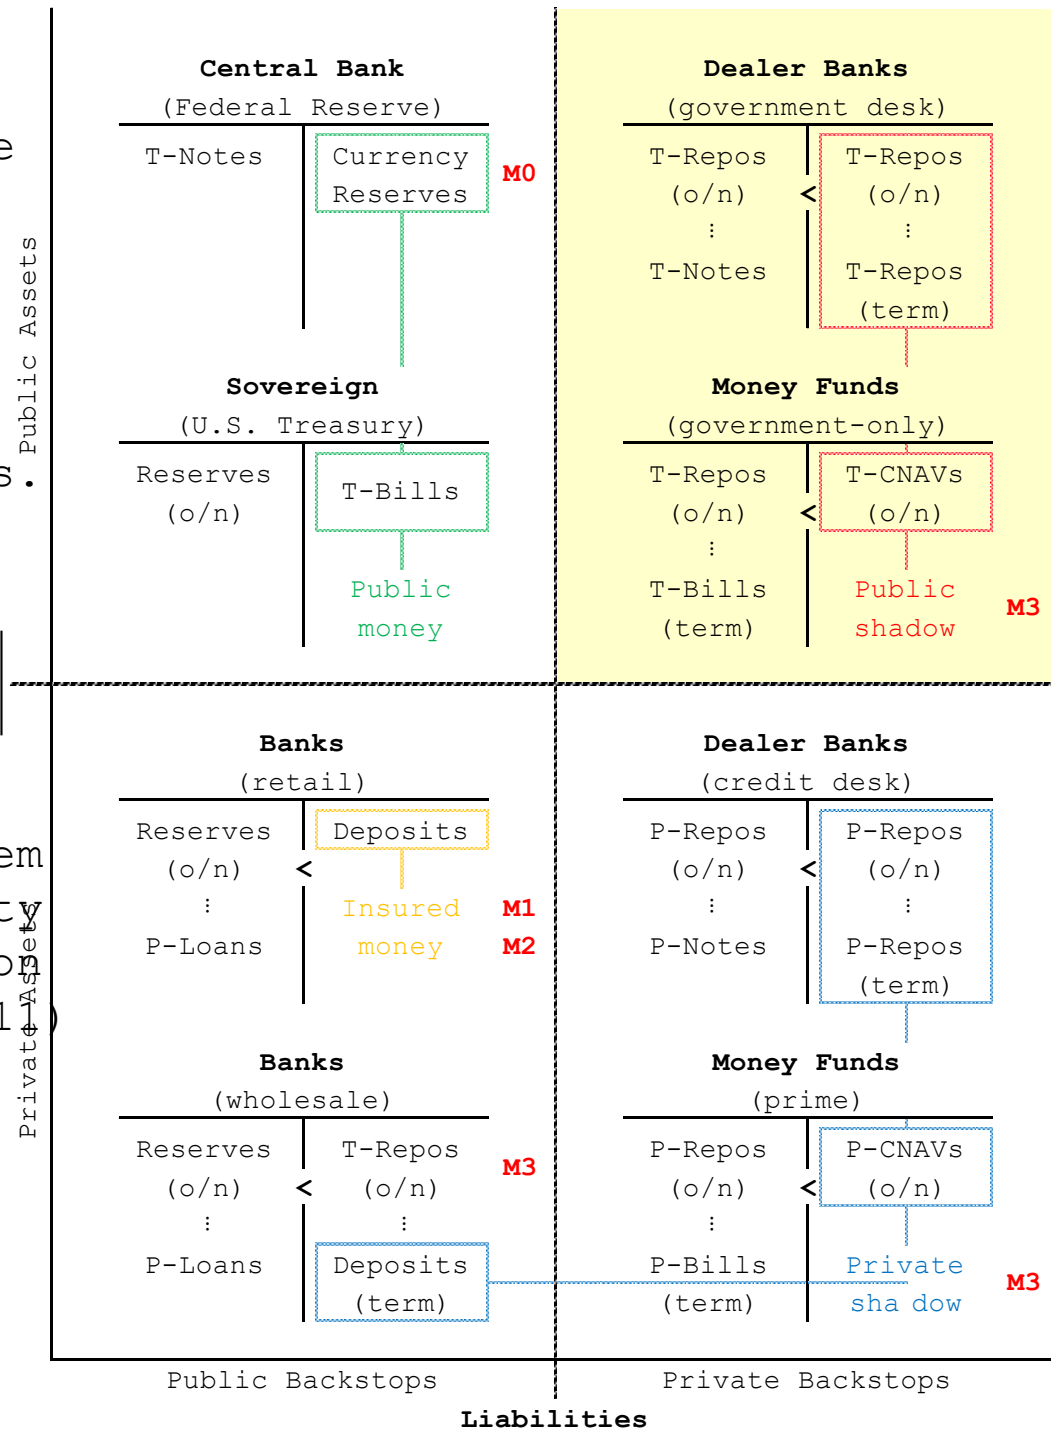 Central Bank
(Federal Reserve)
T-Notes
Currency
Reserves
M0
Sovereign
(U.S. Treasury)
Reserves
(o/n)
T-Bills
Public
money
Dealer Banks
(government desk)
T-Repos
(o/n)
⋮
T-Notes
<
T-Repos
(o/n)
⋮
T-Repos
(term)
Money Funds
(government-only)
T-Repos
(o/n)
⋮
T-Bills
(term)
<
T-CNAVs
(o/n)
Public
shadow
M3
Banks
(retail)
Reserves
(o/n)
⋮
P-Loans
<
Deposits
Insured
money
M1
M2
Banks
(wholesale)
Reserves
(o/n)
⋮
P-Loans
<
T-Repos
(o/n)
⋮
Deposits
(term)
M3
Dealer Banks
(credit desk)
P-Repos
(o/n)
⋮
P-Notes
<
P-Repos
(o/n)
⋮
P-Repos
(term)
Money Funds
(prime)
P-Repos
(o/n)
⋮
P-Bills
(term)
<
P-CNAVs
(o/n)
Private
sha dow
M3
Public Assets
Private Assets
Public Backstops
Private Backstops
Liabilities
e
s.
em
ty
on
ll)